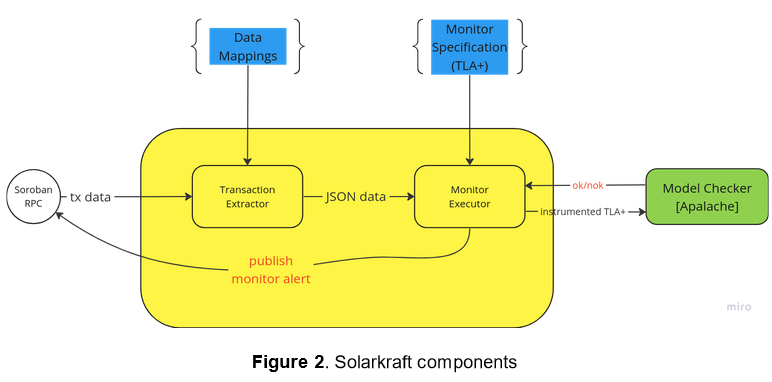 Data
Mappings
Monitor
Specification
(TLA+)
Soroban
RPC
tx data
Transaction
Extractor
JSON data
Monitor
Executor
ok/nok
instrumented TLA+
Model Checker
[Apalache]
publish
monitor alert
miro
Figure 2. Solarkraft components